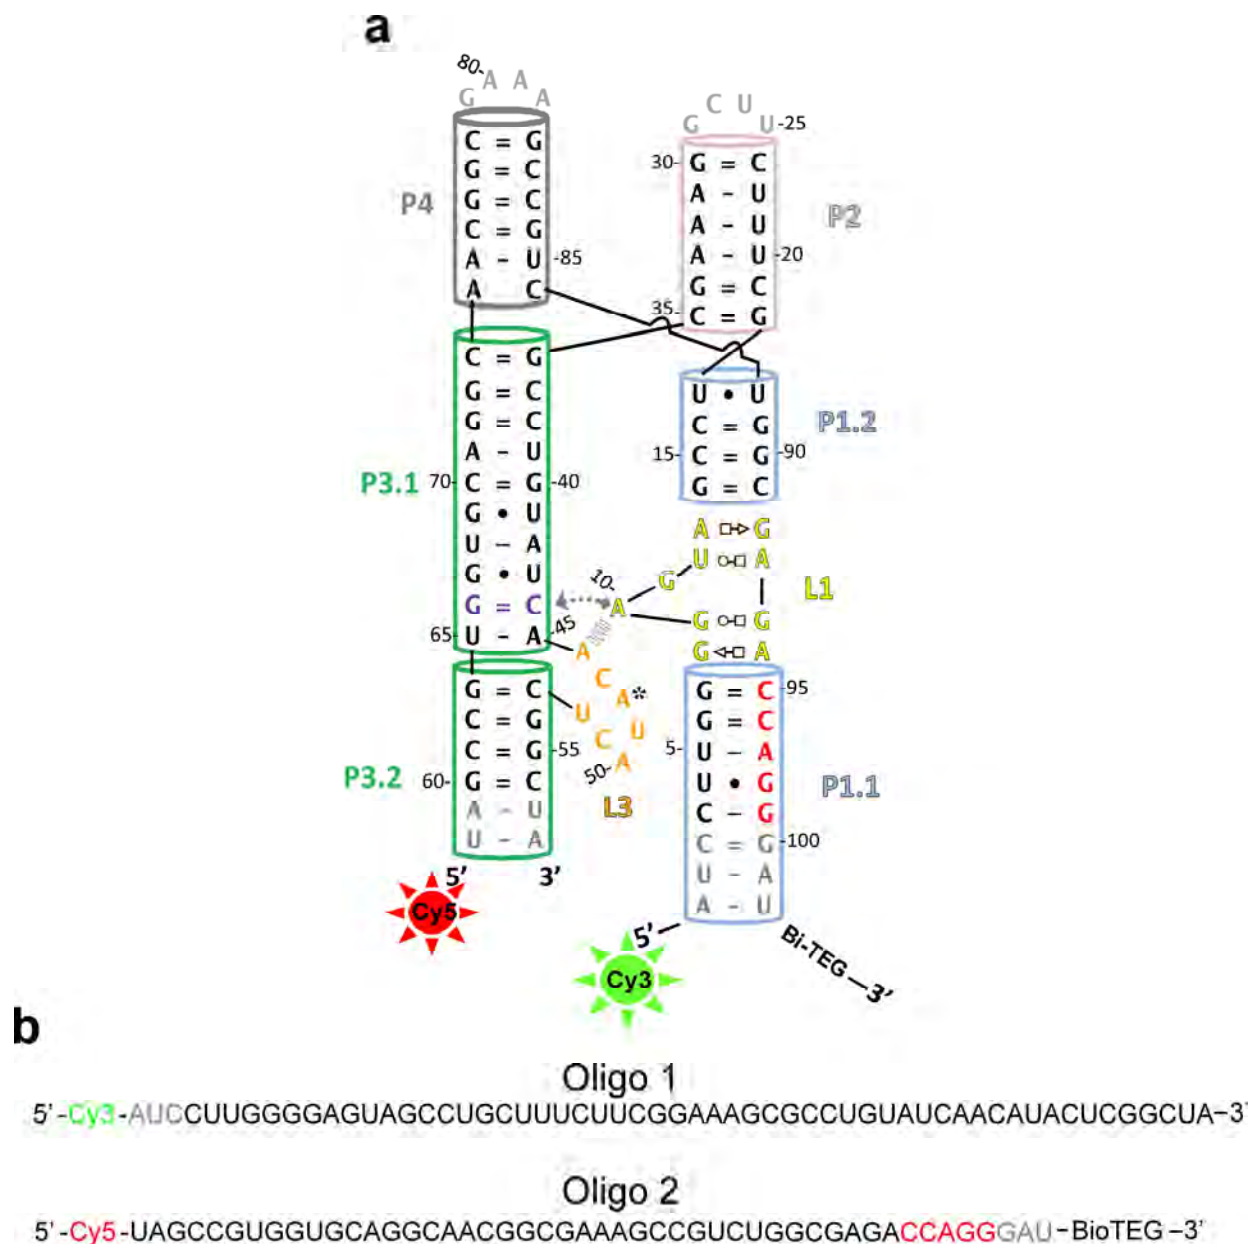 a
80- A A
G A
C U
G U -25
C = G
G = C
G = C
C = G
A - U -85
A C
P4
30- G = C
A - U
A - U
A - U -20
G = C
35- C = G
P2
C = G
G = C
G = C
A - U
70- C = G -40
G • U
U - A
G • U
G = C
65- U - A -45
P3.1
U • U
C = G
15- C = G -90
G = C
P1.2
A G
U A
G
10- A
G G
G A
L1
A
C
A*
U
U
C
50- A
L3
G = C
C = G
C = G -55
60- G = C
A - U
U - A
P3.2
5' 3'
Cy5
G = C -95
G = C
5- U - A
U • G
C - G
C = G -100
U - A
A - U
P1.1
5'
Cy3
Bi-TEG-3'
b
Oligo 1
5'-Cy3-AUCCUUGGGGAGUAGCCUGCUUUCUUCGGAAAGCGCCUGUAUCAACAUACUCGGCUA-3'
Oligo 2
5'-Cy5-UAGCCGUGGUGCAGGCAACGGCGAAAGCCGUCUGGCGAGACCAGGGAU-BioTEG-3'